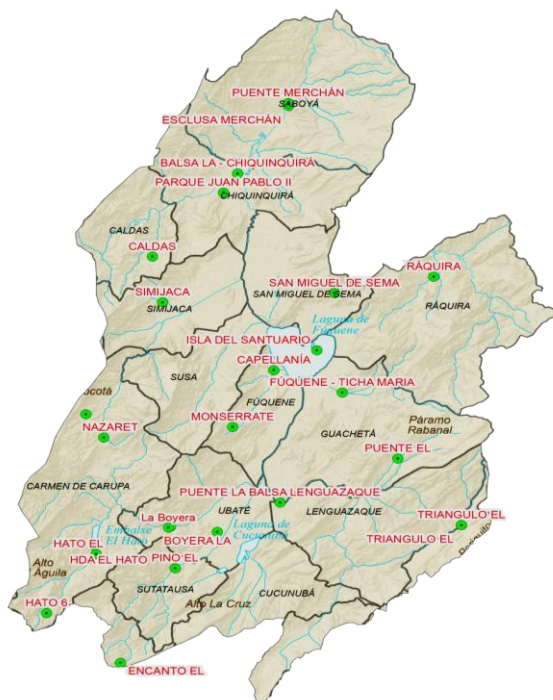 PUENTE MERCHÁN
SABOYÁ
ESCLUSA MERCHÁN
BALSA LA - CHIQUINQUIRÁ
PARQUE JUAN PABLO II
CHIQUINQUIRÁ
CALDAS
CALDAS
SAN MIGUEL DE SEMA
SAN MIGUEL DE SEMA
RÁQUIRA
RÁQUIRA
SIMIJACA
SIMIJACA
Laguna de
Fúquene
ISLA DEL SANTUARIO
CAPELLANÍA
SUSA
FÚQUENE - TICHA MARIA
FÚQUENE
MONSERRATE
NAZARET
GUACHETÁ
Páramo
Rabanal
PUENTE EL
CARMEN DE CARUPA
PUENTE LA BALSA LENGUAZAQUE
LENGUAZAQUE
La Boyera
UBATÉ
Embalse
El Hato
BOYERA LA
Laguna de
Cucunubá
TRIANGULO EL
TRIANGULO EL
HATO EL
HDA EL HATO
PINO EL
Alto
Águila
SUTATAUSA
Alto La Cruz
CUCUNUBÁ
HATO 6
ENCANTO EL